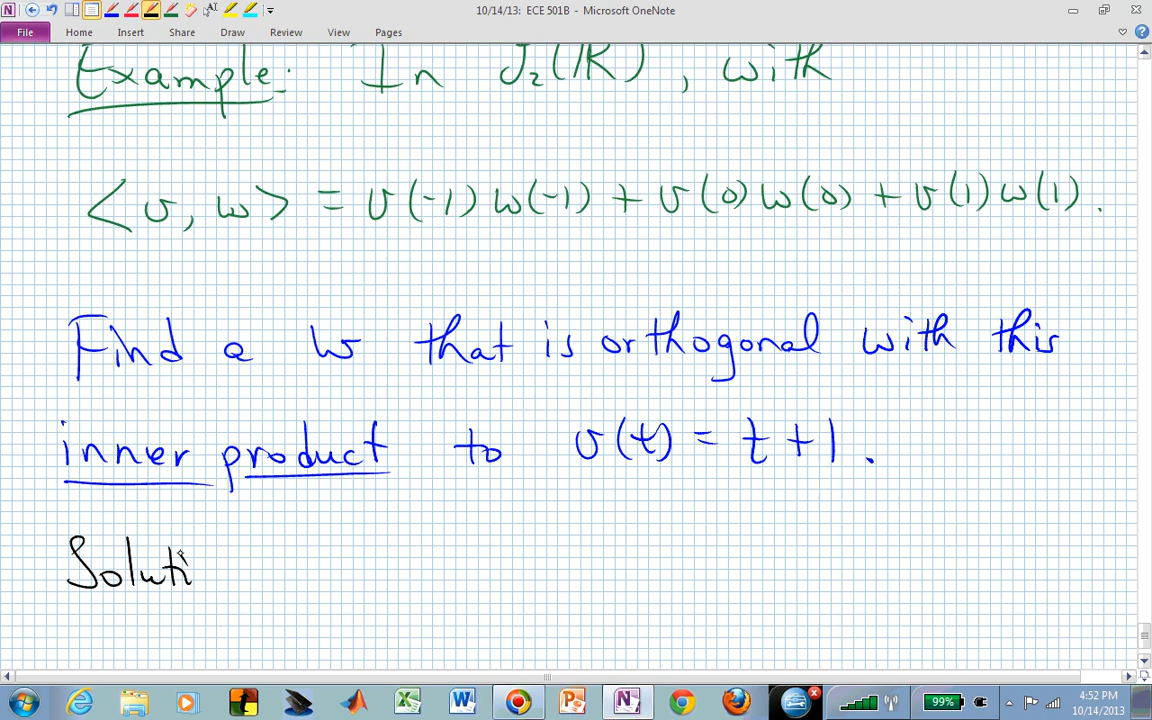 10/14/13: ECE 501B - Microsoft OneNote
File Home Insert Share Draw Review View Pages
Example: In P₂(ℝ), with
<v, w> = v(-1)w(-1) + v(0)w(0) + v(1)w(1).
Find a w that is orthogonal with this
inner product to v(t) = t + 1.
Soluti
99%
4:52 PM
10/14/2013